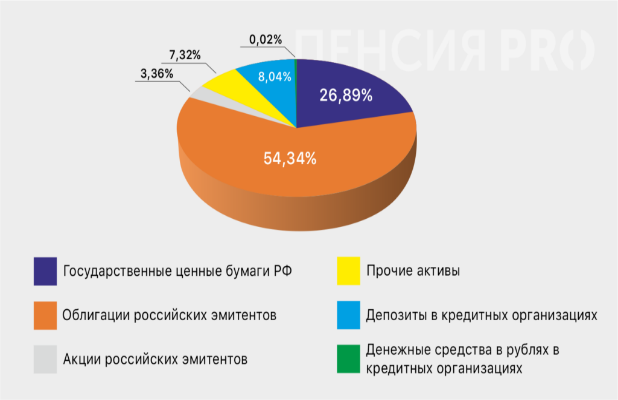 ПЕНСИЯ PRO
0,02%
7,32%
3,36%
8,04%
26,89%
54,34%
Государственные ценные бумаги РФ
Облигации российских эмитентов
Акции российских эмитентов
Прочие активы
Депозиты в кредитных организациях
Денежные средства в рублях в
кредитных организациях